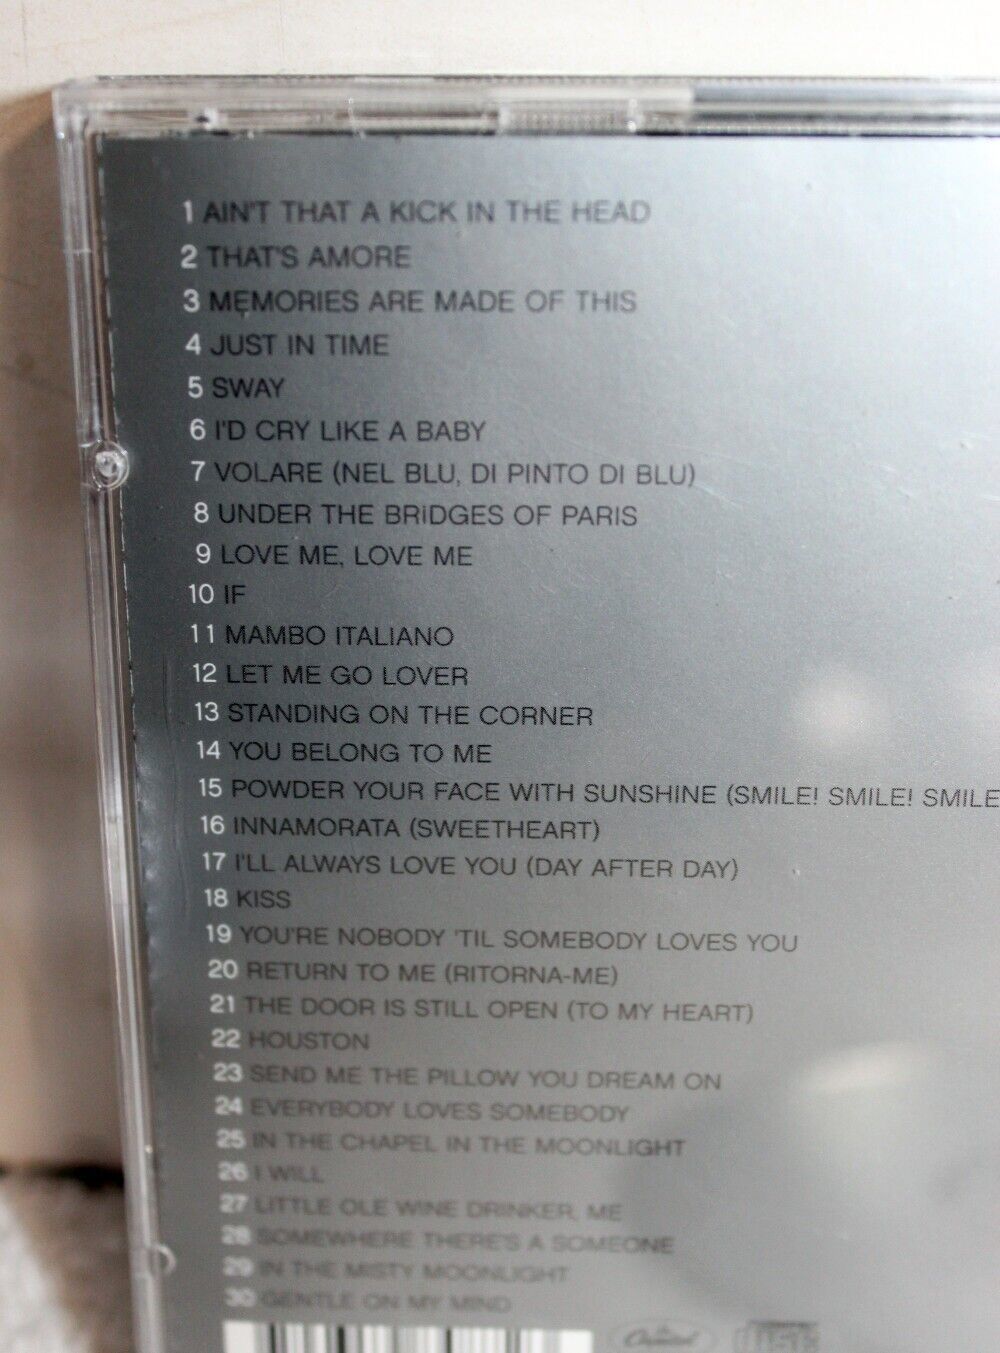 1 AIN'T THAT A KICK IN THE HEAD
2 THAT'S AMORE
3 MEMORIES ARE MADE OF THIS
4 JUST IN TIME
5 SWAY
6 I'D CRY LIKE A BABY
7 VOLARE (NEL BLU, DI PINTO DI BLU)
8 UNDER THE BRIDGES OF PARIS
9 LOVE ME, LOVE ME
10 IF
11 MAMBO ITALIANO
12 LET ME GO LOVER
13 STANDING ON THE CORNER
14 YOU BELONG TO ME
15 POWDER YOUR FACE WITH SUNSHINE (SMILE! SMILE! SMILE
16 INNAMORATA (SWEETHEART)
17 I'LL ALWAYS LOVE YOU (DAY AFTER DAY)
18 KISS
19 YOU'RE NOBODY 'TIL SOMEBODY LOVES YOU
20 RETURN TO ME (RITORNA-ME)
21 THE DOOR IS STILL OPEN (TO MY HEART)
22 HOUSTON
23 SEND ME THE PILLOW YOU DREAM ON
24 EVERYBODY LOVES SOMEBODY
25 IN THE CHAPEL IN THE MOONLIGHT
26 I WILL
27 LITTLE OLE WINE DRINKER, ME
28 SOMEWHERE THERE'S A SOMEONE
29 IN THE MISTY MOONLIGHT
30 GENTLE ON MY MIND
Capitol